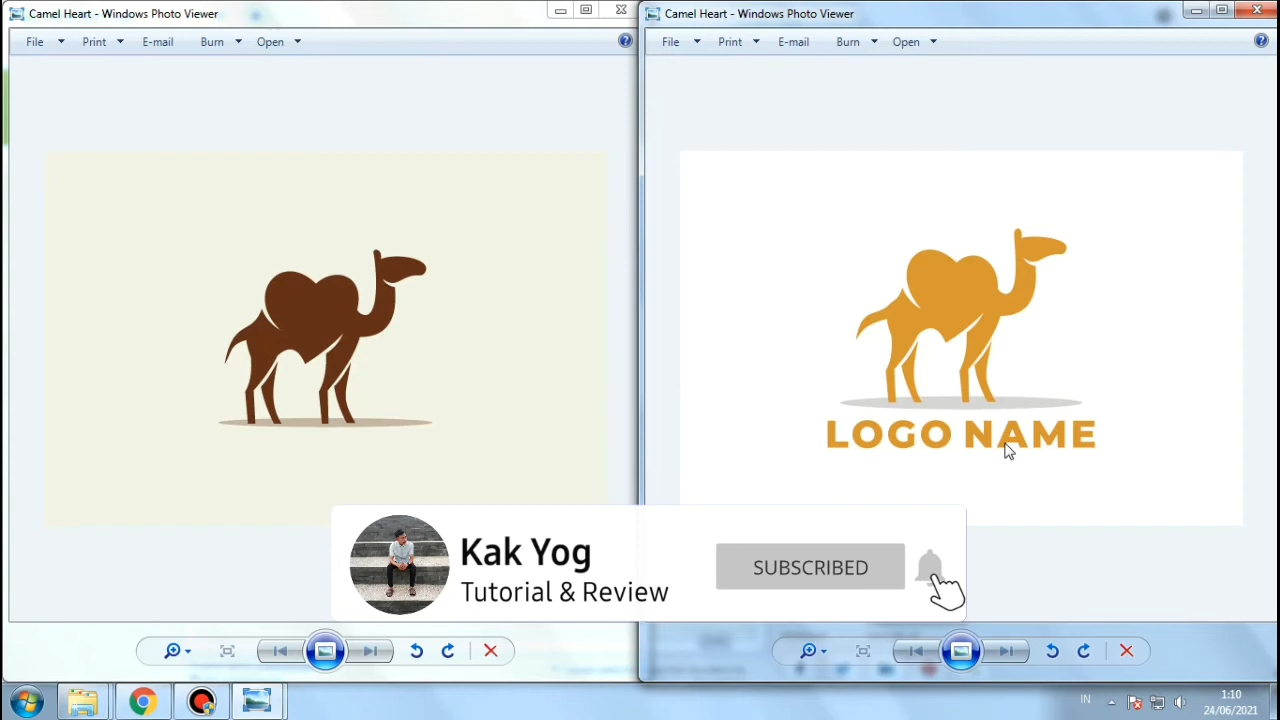 Camel Heart - Windows Photo Viewer
File Print E-mail Burn Open
Camel Heart - Windows Photo Viewer
File Print E-mail Burn Open
LOGO NAME
Kak Yog
Tutorial & Review
SUBSCRIBED
IN
1:10
24/06/2021